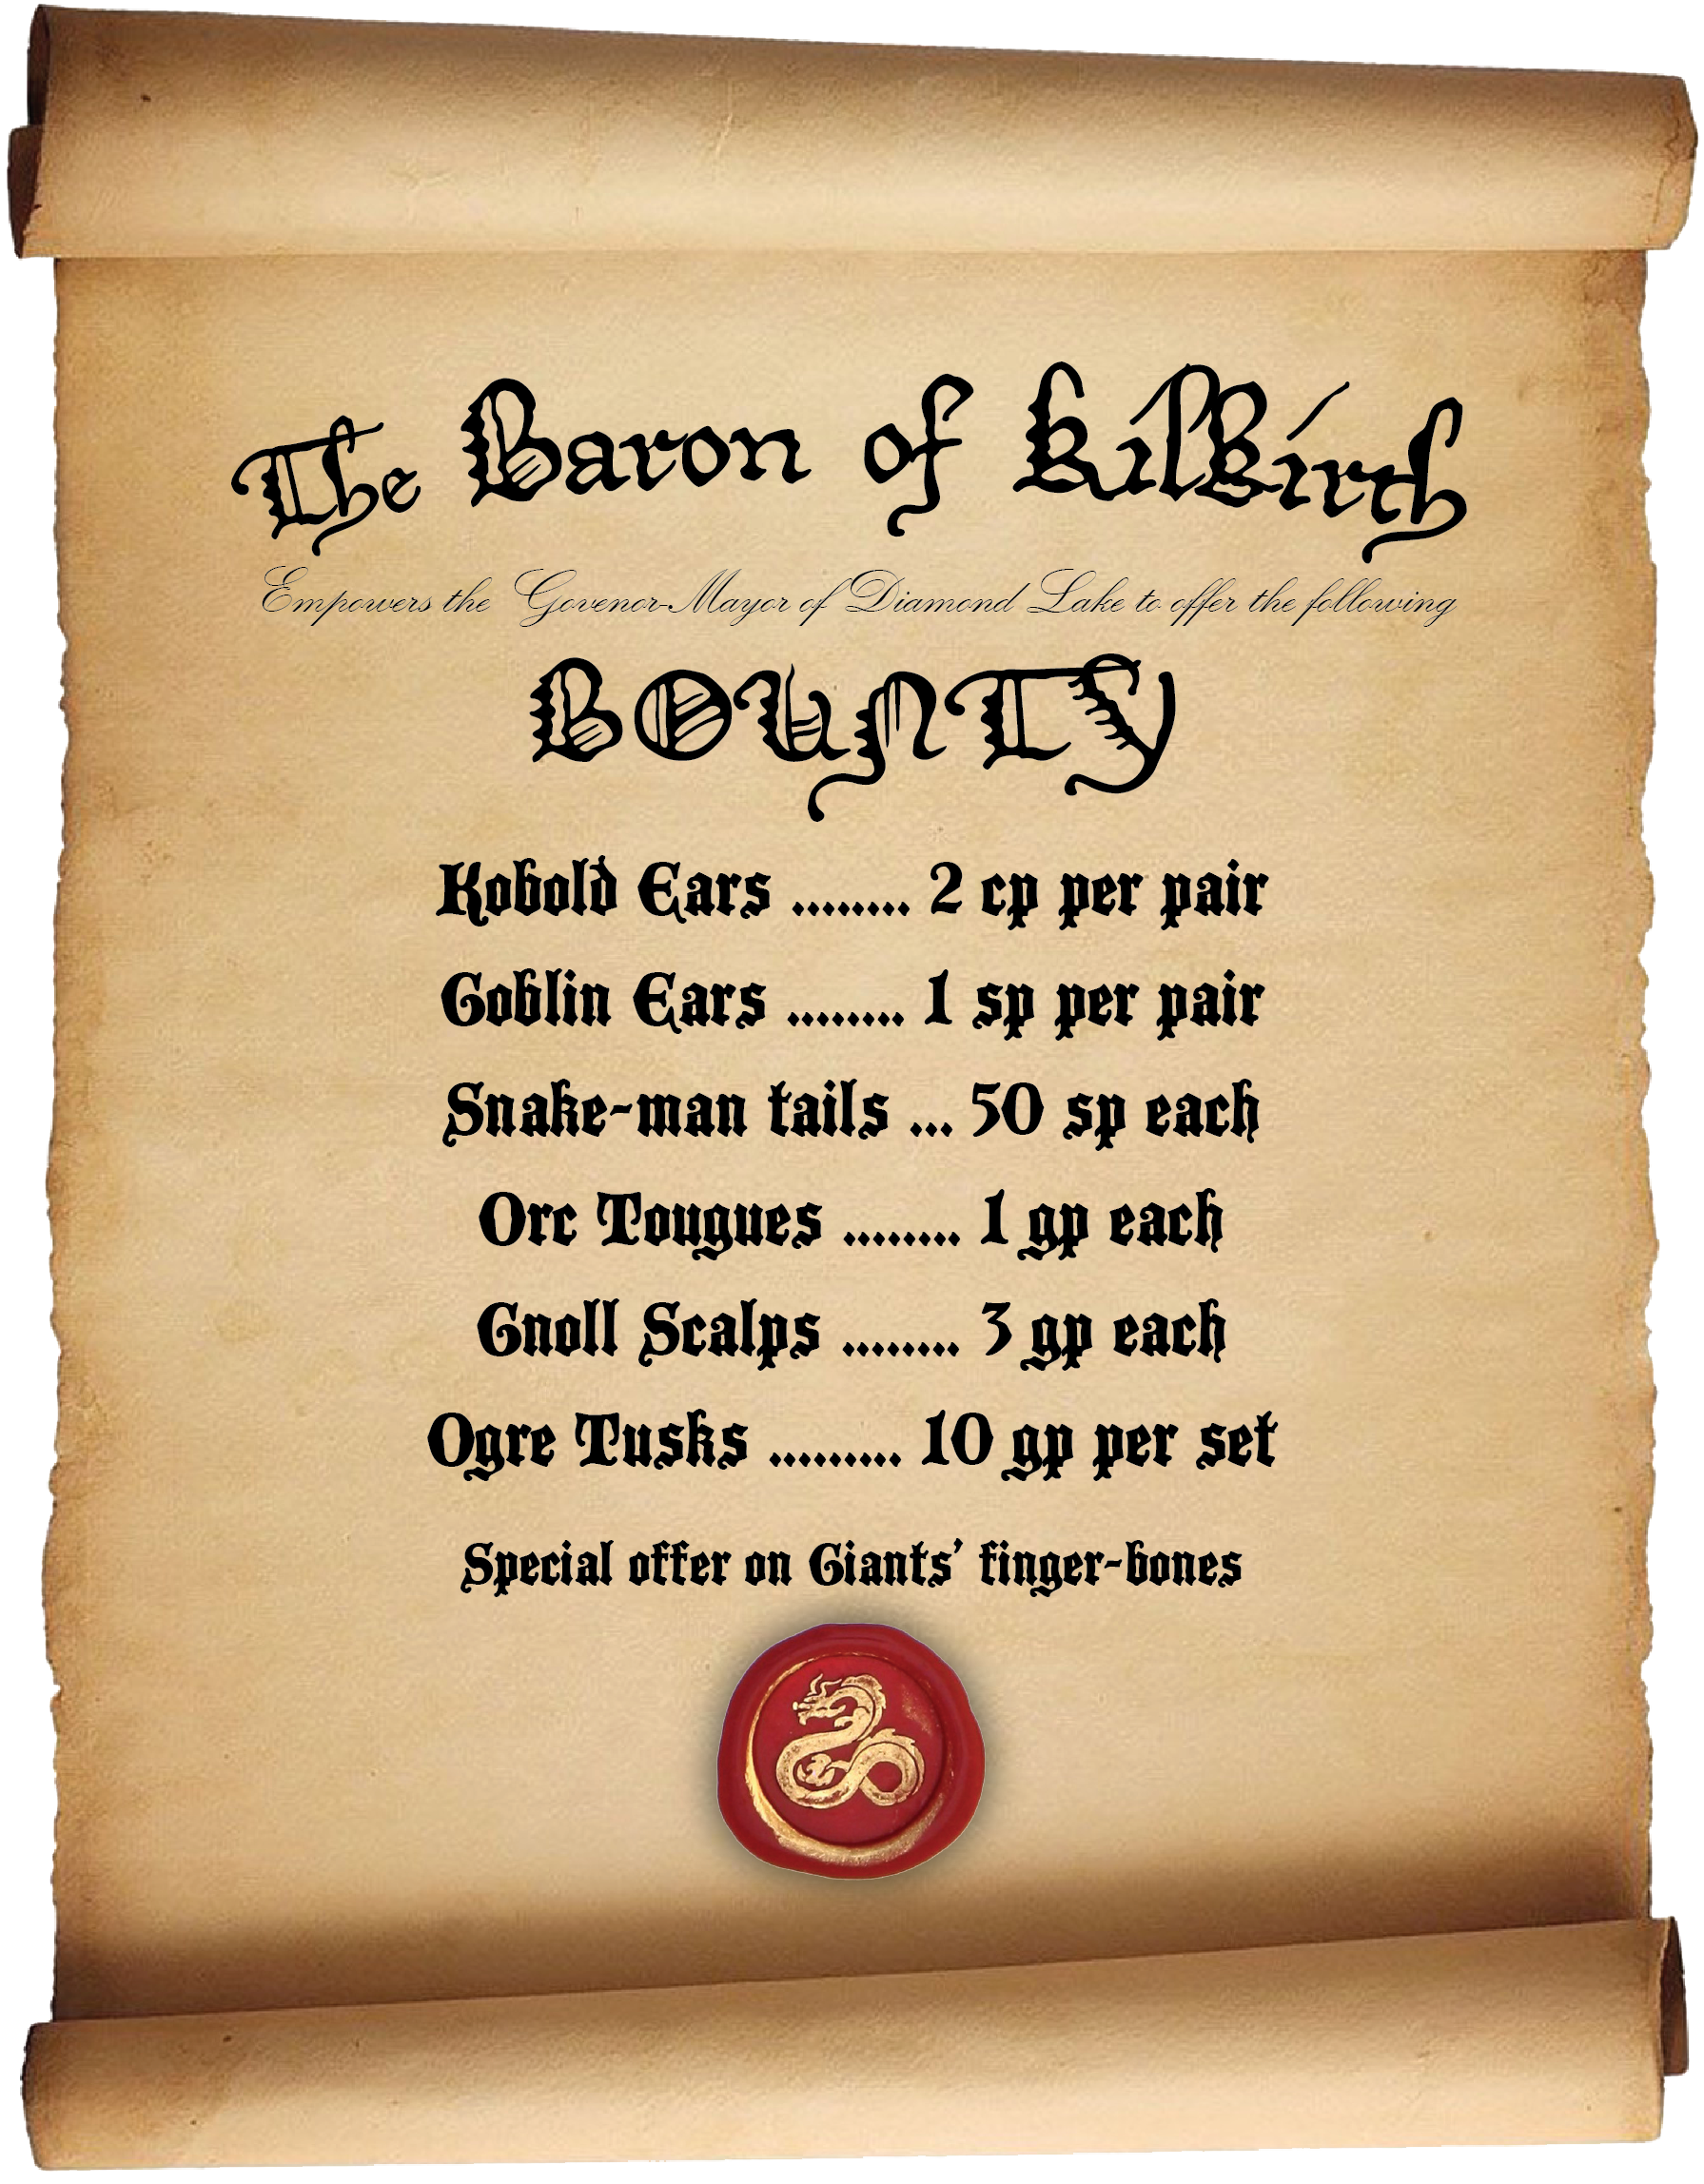 The Baron of KilBirth
Empowers the Govenor-Mayor of Diamond Lake to offer the following
BOUNTY
Kobold Ears ........ 2 cp per pair
Goblin Ears ........ 1 sp per pair
Snake-man tails ... 50 sp each
Orc Tougues ........ 1 gp each
Gnoll Scalps ........ 3 gp each
Ogre Tusks ......... 10 gp per set
Special offer on Giants' finger-bones